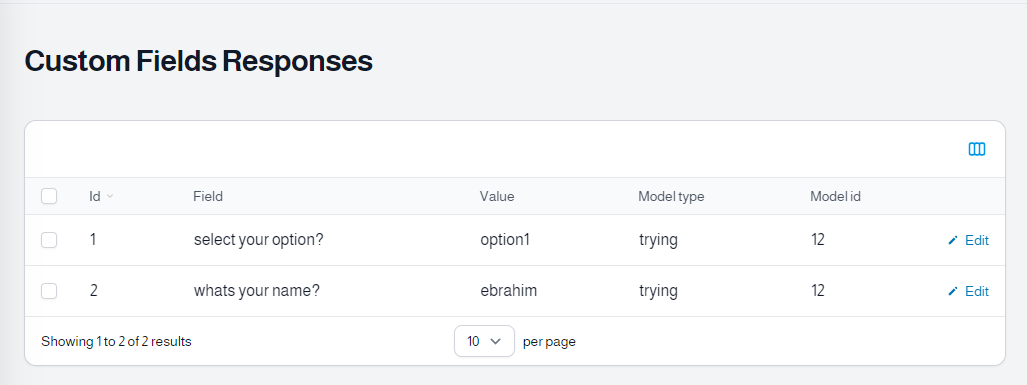 Custom Fields Responses
Id Field Value Model type Model id
1 select your option? option1 trying 12 Edit
2 whats your name? ebrahim trying 12 Edit
Showing 1 to 2 of 2 results 10 per page